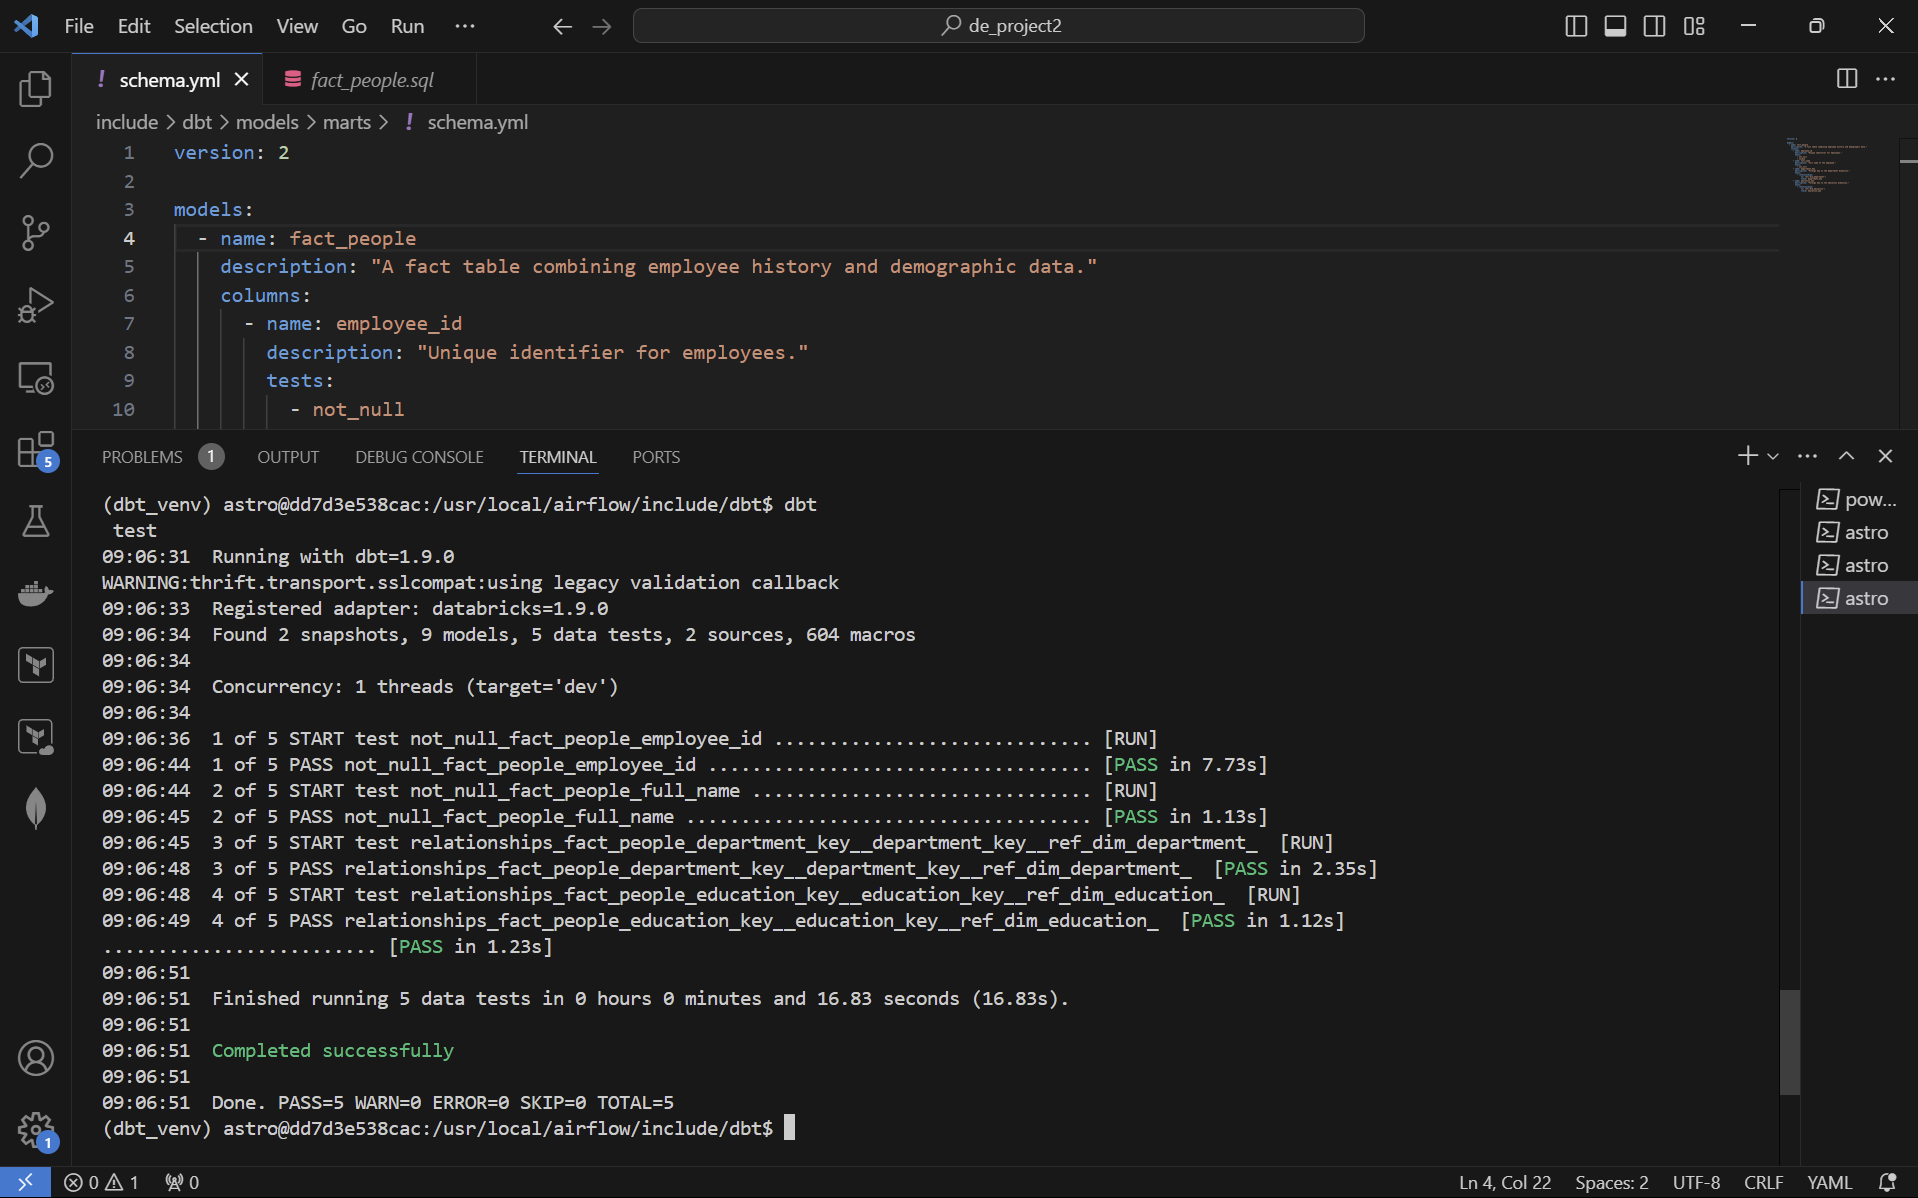 File Edit Selection View Go Run ··· de_project2
! schema.yml fact_people.sql
include > dbt > models > marts > ! schema.yml
1 version: 2
2
3 models:
4 - name: fact_people
5 description: "A fact table combining employee history and demographic data."
6 columns:
7 - name: employee_id
8 description: "Unique identifier for employees."
9 tests:
10 - not_null
PROBLEMS 1 OUTPUT DEBUG CONSOLE TERMINAL PORTS
5
pow...
astro
astro
astro
(dbt_venv) astro@dd7d3e538cac:/usr/local/airflow/include/dbt$ dbt
test
09:06:31 Running with dbt=1.9.0
WARNING:thrift.transport.sslcompat:using legacy validation callback
09:06:33 Registered adapter: databricks=1.9.0
09:06:34 Found 2 snapshots, 9 models, 5 data tests, 2 sources, 604 macros
09:06:34
09:06:34 Concurrency: 1 threads (target='dev')
09:06:34
09:06:36 1 of 5 START test not_null_fact_people_employee_id ............................. [RUN]
09:06:44 1 of 5 PASS not_null_fact_people_employee_id ................................... [PASS in 7.73s]
09:06:44 2 of 5 START test not_null_fact_people_full_name ............................... [RUN]
09:06:45 2 of 5 PASS not_null_fact_people_full_name ..................................... [PASS in 1.13s]
09:06:45 3 of 5 START test relationships_fact_people_department_key__department_key__ref_dim_department_ [RUN]
09:06:48 3 of 5 PASS relationships_fact_people_department_key__department_key__ref_dim_department_ [PASS in 2.35s]
09:06:48 4 of 5 START test relationships_fact_people_education_key__education_key__ref_dim_education_ [RUN]
09:06:49 4 of 5 PASS relationships_fact_people_education_key__education_key__ref_dim_education_ [PASS in 1.12s]
......................... [PASS in 1.23s]
09:06:51
09:06:51 Finished running 5 data tests in 0 hours 0 minutes and 16.83 seconds (16.83s).
09:06:51
09:06:51 Completed successfully
09:06:51
09:06:51 Done. PASS=5 WARN=0 ERROR=0 SKIP=0 TOTAL=5
(dbt_venv) astro@dd7d3e538cac:/usr/local/airflow/include/dbt$
1
0 1 0 Ln 4, Col 22 Spaces: 2 UTF-8 CRLF YAML